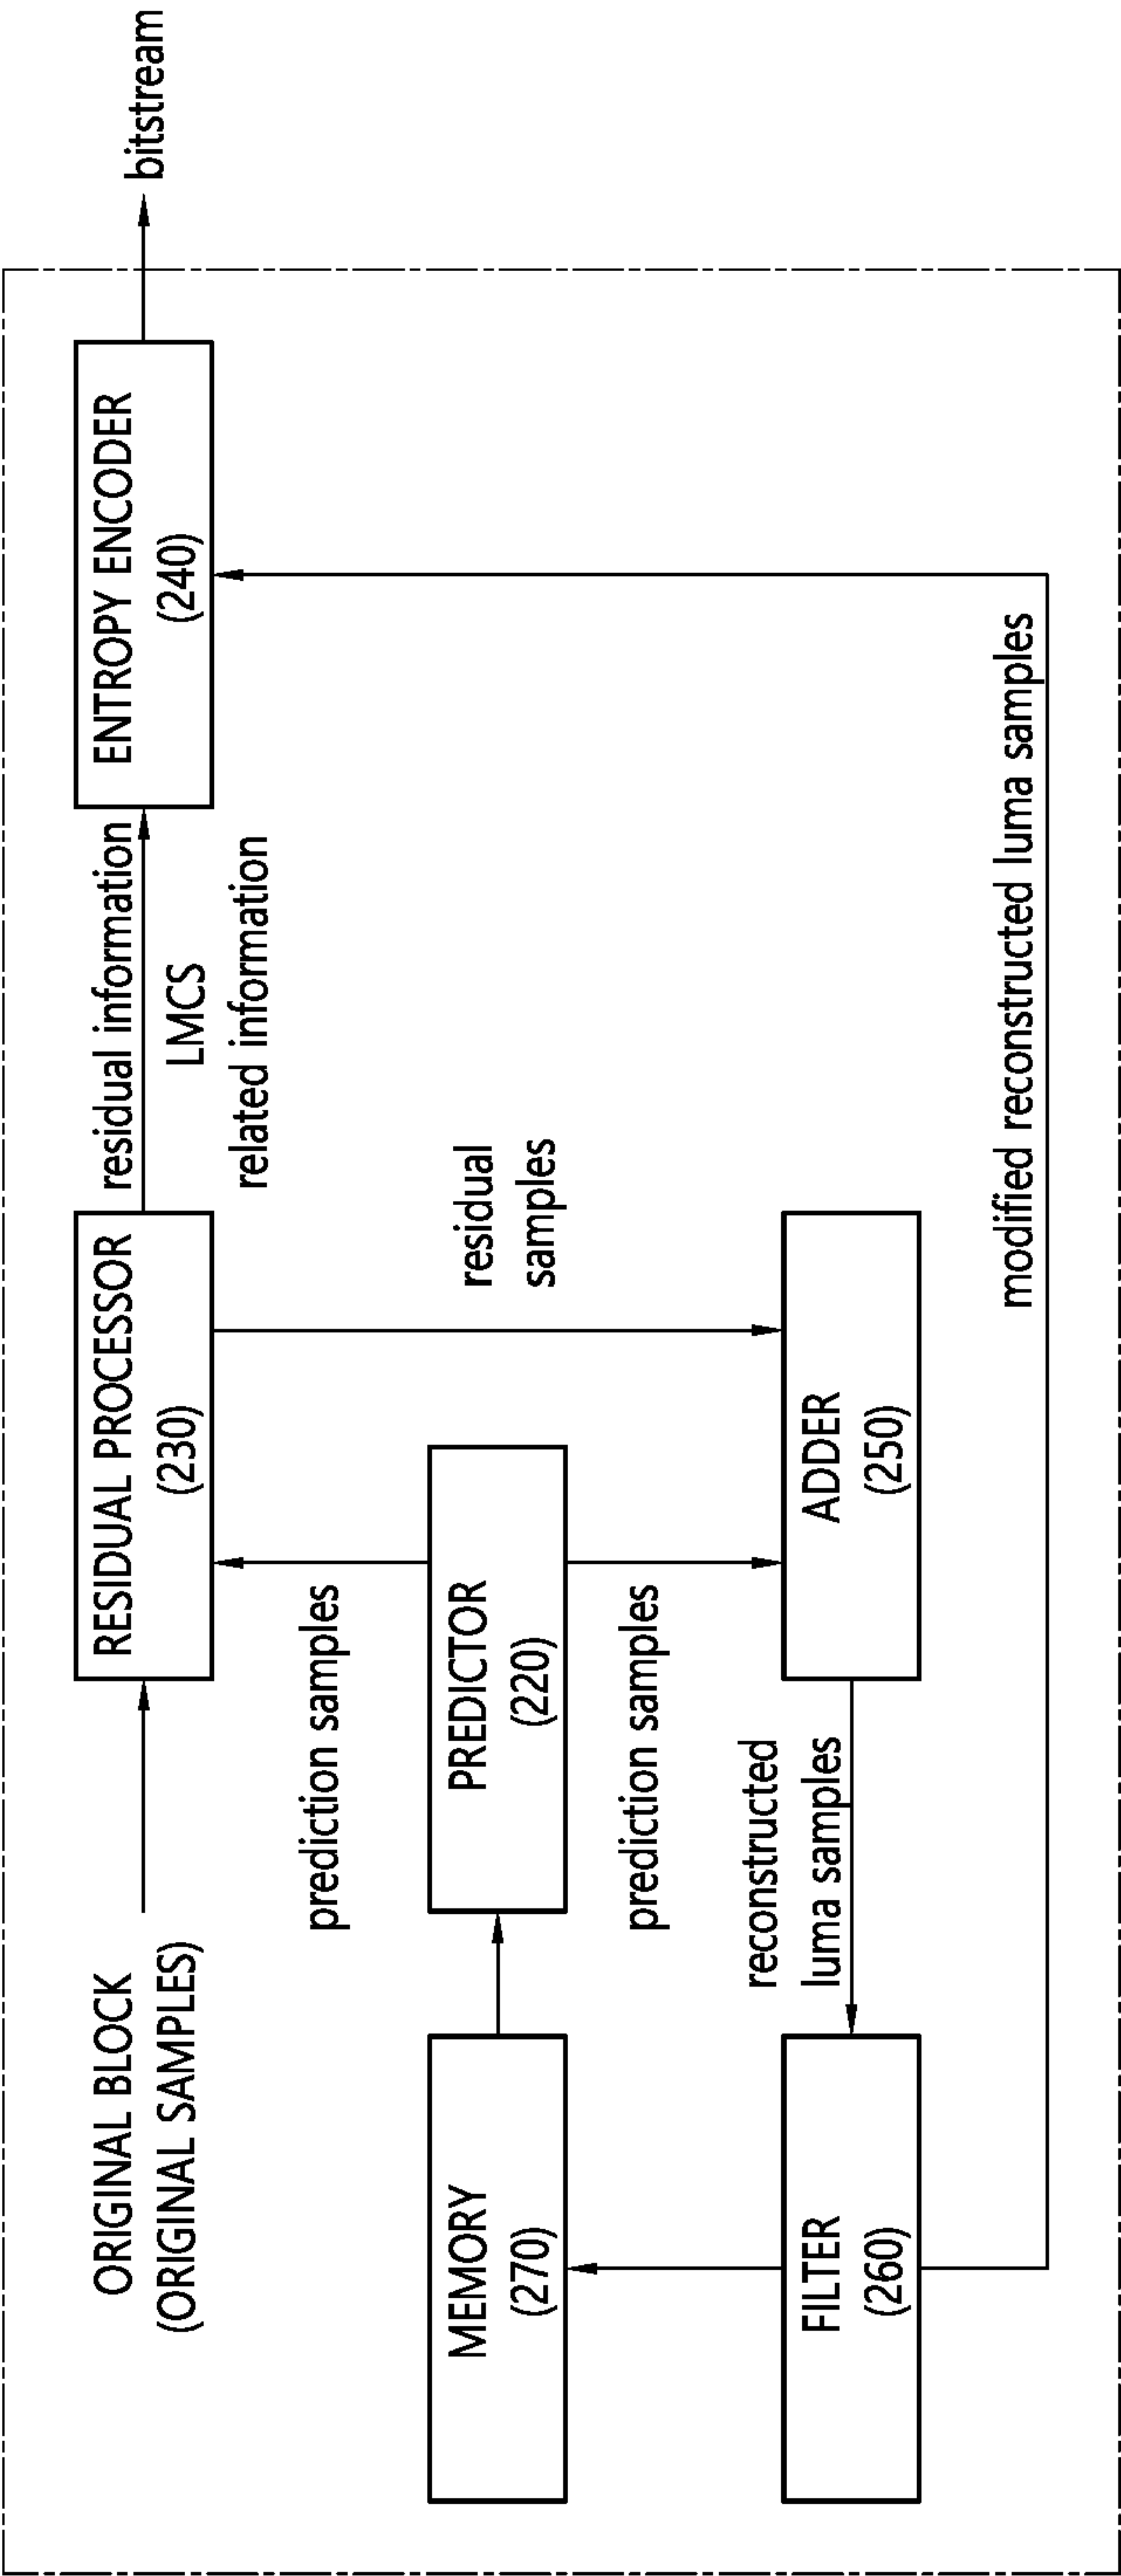 ORIGINAL BLOCK
(ORIGINAL SAMPLES)
RESIDUAL PROCESSOR
(230)
residual information
LMCS
related information
ENTROPY ENCODER
(240)
bitstream
prediction samples
residual
samples
MEMORY
(270)
PREDICTOR
(220)
prediction samples
reconstructed
luma samples
FILTER
(260)
ADDER
(250)
modified reconstructed luma samples